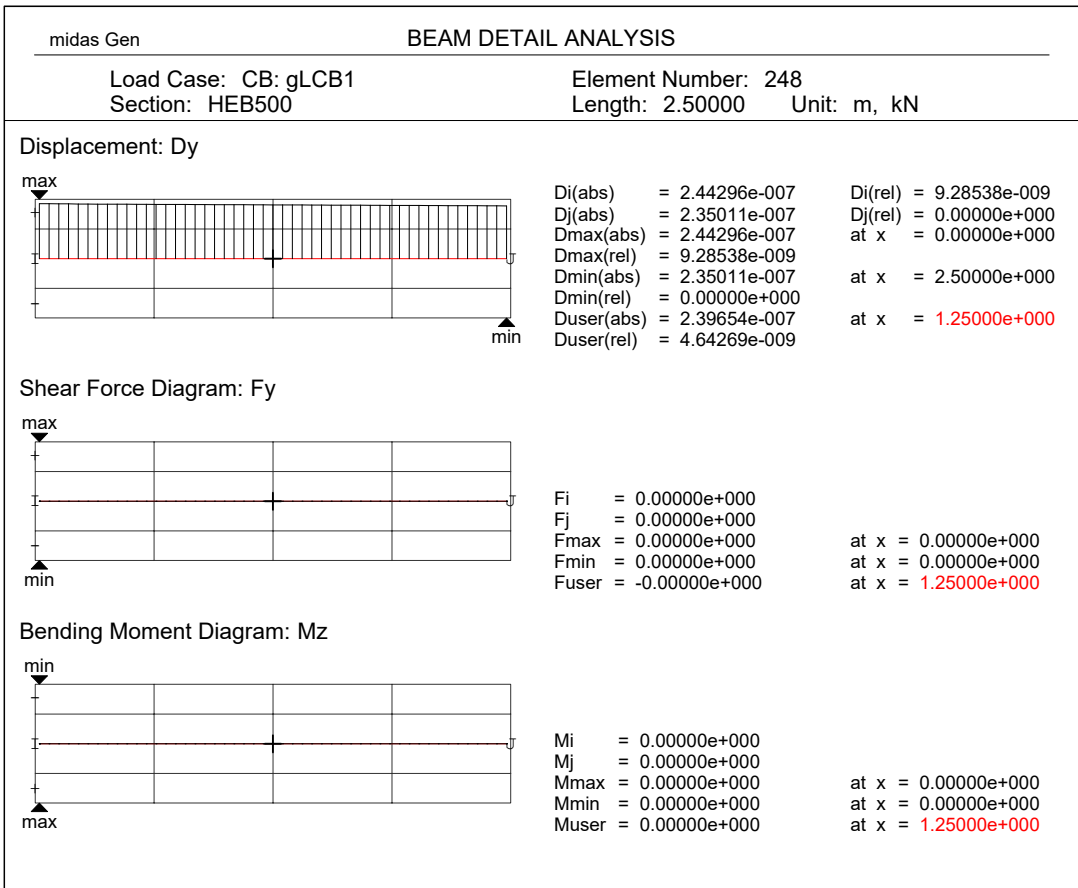 midas Gen BEAM DETAIL ANALYSIS
Load Case: CB: gLCB1 Element Number: 248
Section: HEB500 Length: 2.50000 Unit: m, kN
Displacement: Dy
max
+
I J
-
min
Di(abs) = 2.44296e-007 Di(rel) = 9.28538e-009
Dj(abs) = 2.35011e-007 Dj(rel) = 0.00000e+000
Dmax(abs) = 2.44296e-007 at x = 0.00000e+000
Dmax(rel) = 9.28538e-009
Dmin(abs) = 2.35011e-007 at x = 2.50000e+000
Dmin(rel) = 0.00000e+000
Duser(abs) = 2.39654e-007 at x = 1.25000e+000
Duser(rel) = 4.64269e-009
Shear Force Diagram: Fy
max
+
I J
-
min
Fi = 0.00000e+000
Fj = 0.00000e+000
Fmax = 0.00000e+000 at x = 0.00000e+000
Fmin = 0.00000e+000 at x = 0.00000e+000
Fuser = -0.00000e+000 at x = 1.25000e+000
Bending Moment Diagram: Mz
min
-
I J
+
max
Mi = 0.00000e+000
Mj = 0.00000e+000
Mmax = 0.00000e+000 at x = 0.00000e+000
Mmin = 0.00000e+000 at x = 0.00000e+000
Muser = 0.00000e+000 at x = 1.25000e+000